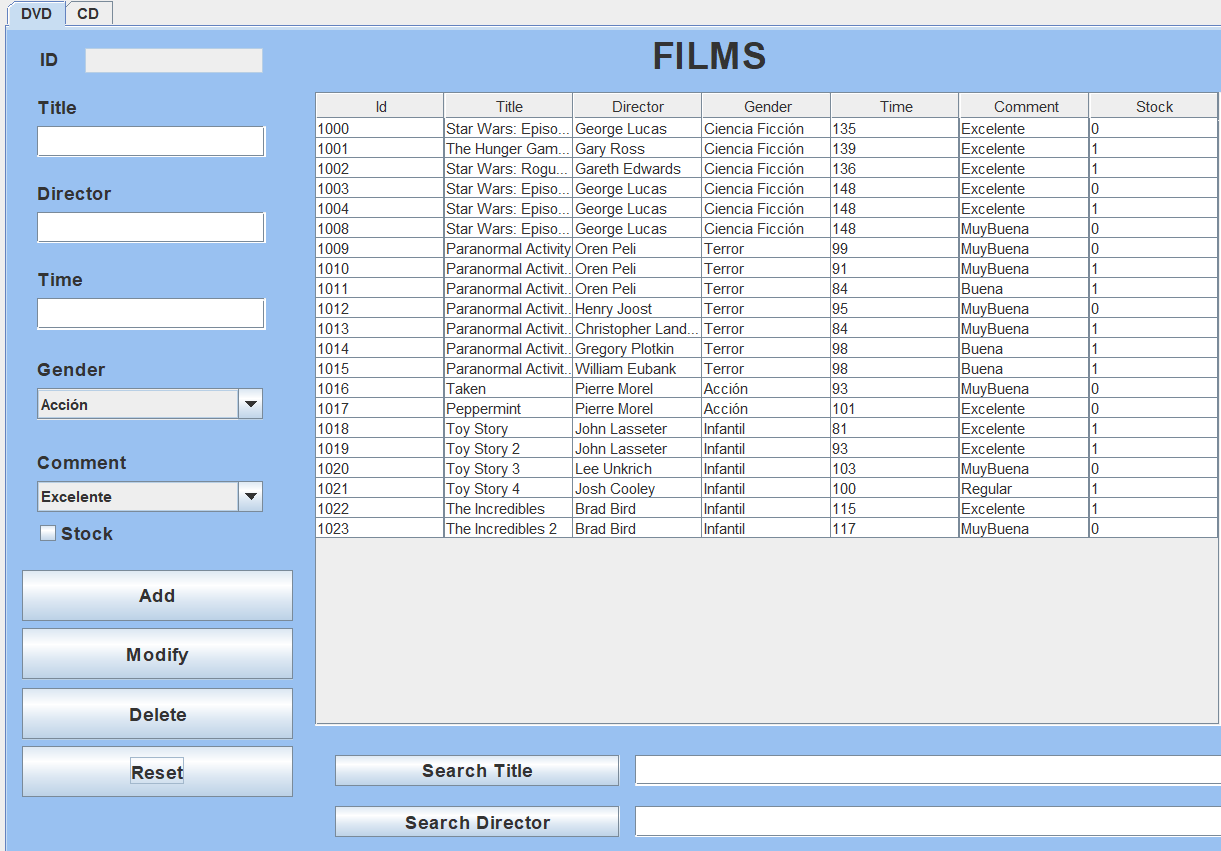 DVD CD
FILMS
ID
Title
Director
Time
Gender
Acción
Comment
Excelente
Stock
Add
Modify
Delete
Reset
Id Title Director Gender Time Comment Stock
1000 Star Wars: Episo... George Lucas Ciencia Ficción 135 Excelente 0
1001 The Hunger Gam... Gary Ross Ciencia Ficción 139 Excelente 1
1002 Star Wars: Rogu... Gareth Edwards Ciencia Ficción 136 Excelente 1
1003 Star Wars: Episo... George Lucas Ciencia Ficción 148 Excelente 0
1004 Star Wars: Episo... George Lucas Ciencia Ficción 148 Excelente 1
1008 Star Wars: Episo... George Lucas Ciencia Ficción 148 MuyBuena 0
1009 Paranormal Activity Oren Peli Terror 99 MuyBuena 0
1010 Paranormal Activit... Oren Peli Terror 91 MuyBuena 1
1011 Paranormal Activit... Oren Peli Terror 84 Buena 1
1012 Paranormal Activit... Henry Joost Terror 95 MuyBuena 0
1013 Paranormal Activit... Christopher Land... Terror 84 MuyBuena 1
1014 Paranormal Activit... Gregory Plotkin Terror 98 Buena 1
1015 Paranormal Activit... William Eubank Terror 98 Buena 1
1016 Taken Pierre Morel Acción 93 MuyBuena 0
1017 Peppermint Pierre Morel Acción 101 Excelente 0
1018 Toy Story John Lasseter Infantil 81 Excelente 1
1019 Toy Story 2 John Lasseter Infantil 93 Excelente 1
1020 Toy Story 3 Lee Unkrich Infantil 103 MuyBuena 0
1021 Toy Story 4 Josh Cooley Infantil 100 Regular 1
1022 The Incredibles Brad Bird Infantil 115 Excelente 1
1023 The Incredibles 2 Brad Bird Infantil 117 MuyBuena 0
Search Title
Search Director